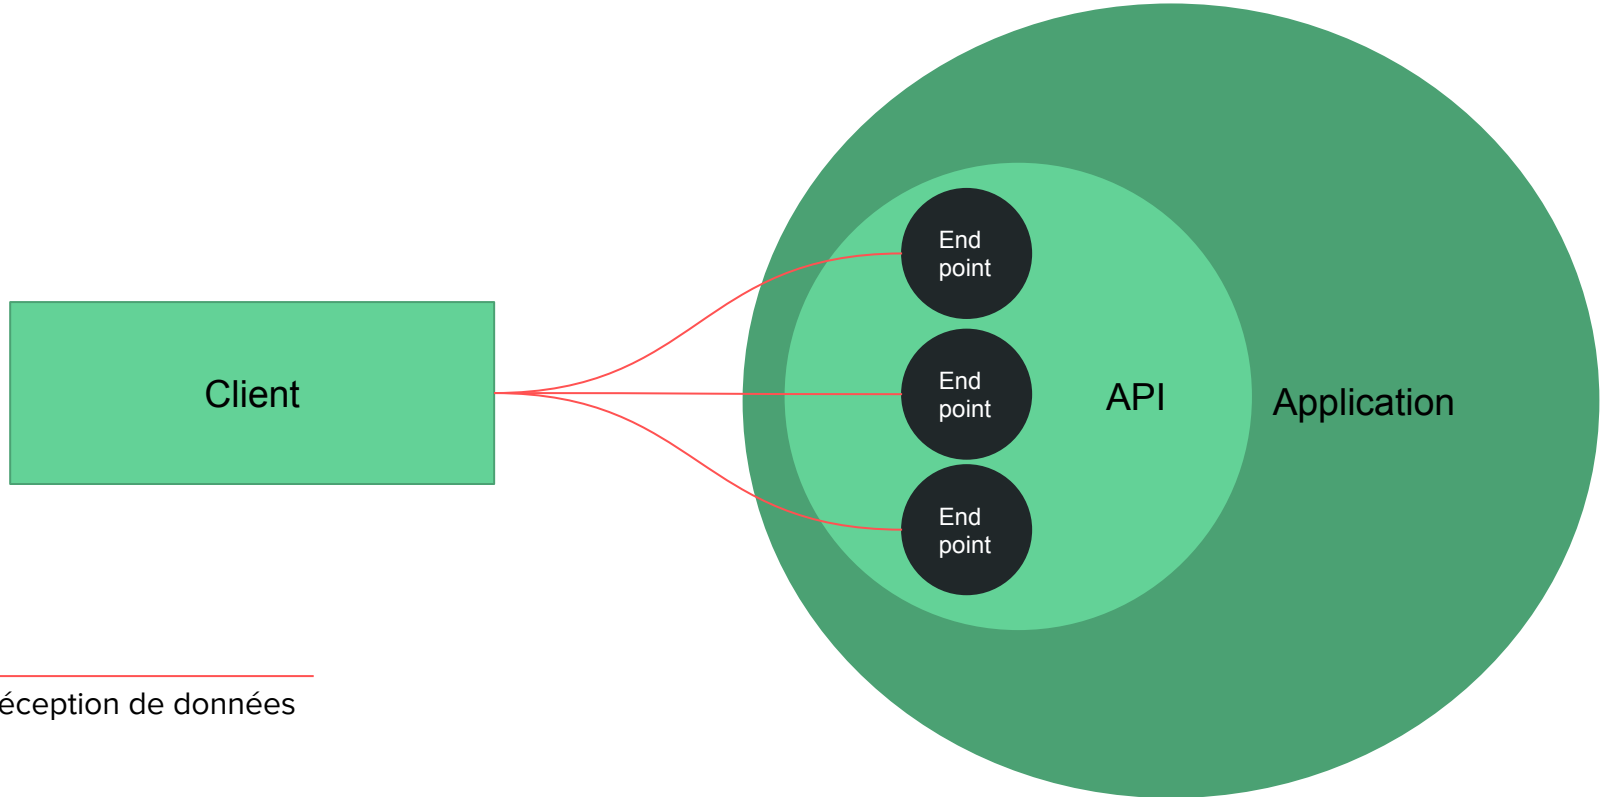 End
point
Client
End
point
API
Application
End
point
éception de données